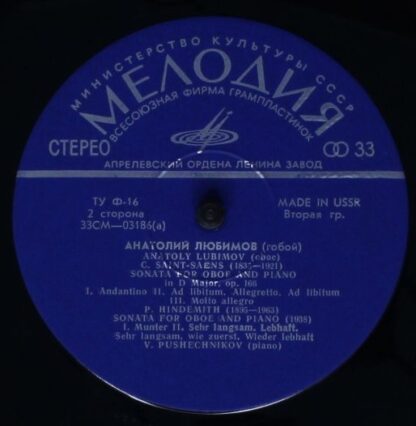 МИНИСТЕРСТВО КУЛЬТУРЫ СССР
МЕЛОДИЯ
ВСЕСОЮЗНАЯ ФИРМА ГРАМПЛАСТИНОК
СТЕРЕО
33
АПРЕЛЕВСКИЙ ОРДЕНА ЛЕНИНА ЗАВОД
ТУ Ф-16
MADE IN USSR
2 сторона
Вторая гр.
33СМ—03186(а)
АНАТОЛИЙ ЛЮБИМОВ (гобой)
ANATOLY LUBIMOV (oboe)
C. SAINT-SAENS (1835-1921)
SONATA FOR OBOE AND PIANO
in D Major, op. 166
I. Andantino II. Ad libitum. Allegretto. Ad libitum
III. Molto allegro
P. HINDEMITH (1895-1963)
SONATA FOR OBOE AND PIANO (1938)
I. Munter II. Sehr langsam. Lebhaft.
Sehr langsam, wie zuerst. Wieder lebhaft
V. PUSHECHNIKOV (piano)